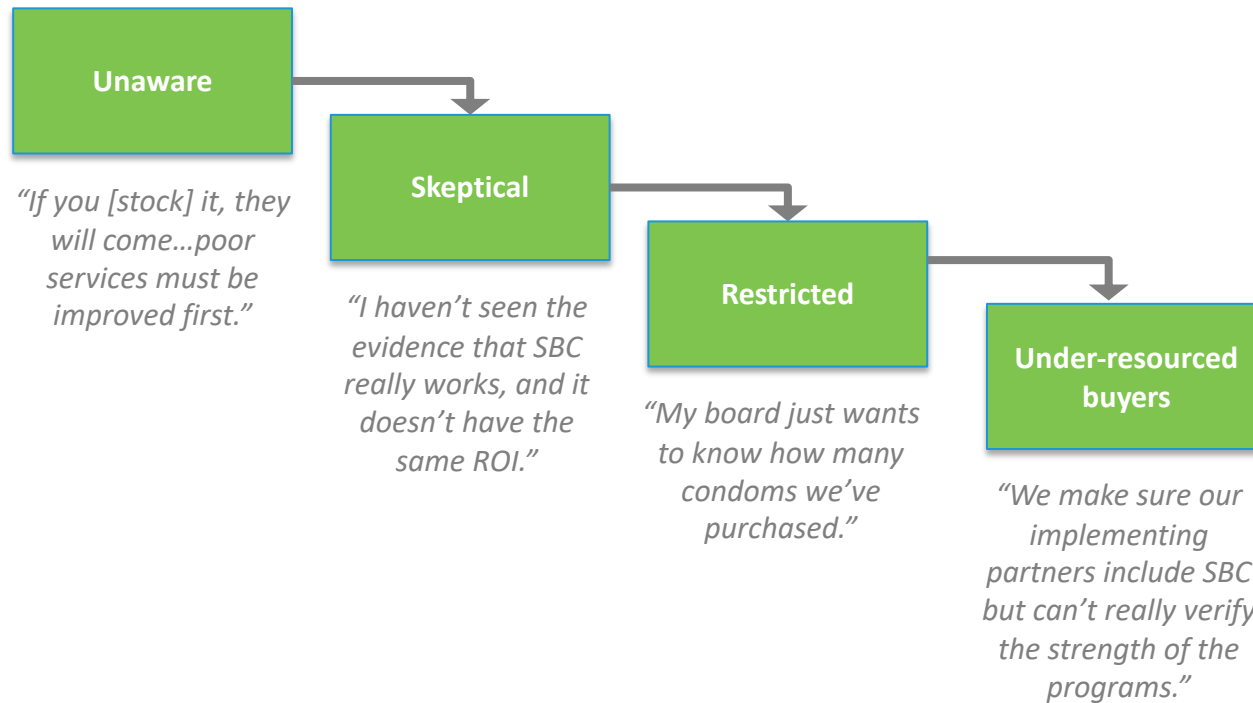 Unaware
“If you [stock] it, they
will come…poor
services must be
improved first.”
Skeptical
“I haven’t seen the
evidence that SBC
really works, and it
doesn’t have the
same ROI.”
Restricted
“My board just wants
to know how many
condoms we’ve
purchased.”
Under-resourced
buyers
“We make sure our
implementing
partners include SBC
but can’t really verify
the strength of the
programs.”